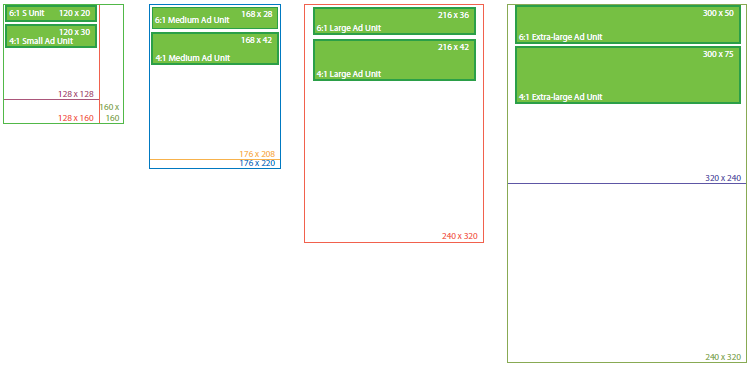 6:1 S Unit 120 x 20
120 x 30
4:1 Small Ad Unit
128 x 128
160 x
160
128 x 160
168 x 28
6:1 Medium Ad Unit
168 x 42
4:1 Medium Ad Unit
176 x 208
176 x 220
216 x 36
6:1 Large Ad Unit
216 x 42
4:1 Large Ad Unit
240 x 320
300 x 50
6:1 Extra-large Ad Unit
300 x 75
4:1 Extra-large Ad Unit
320 x 240
240 x 320